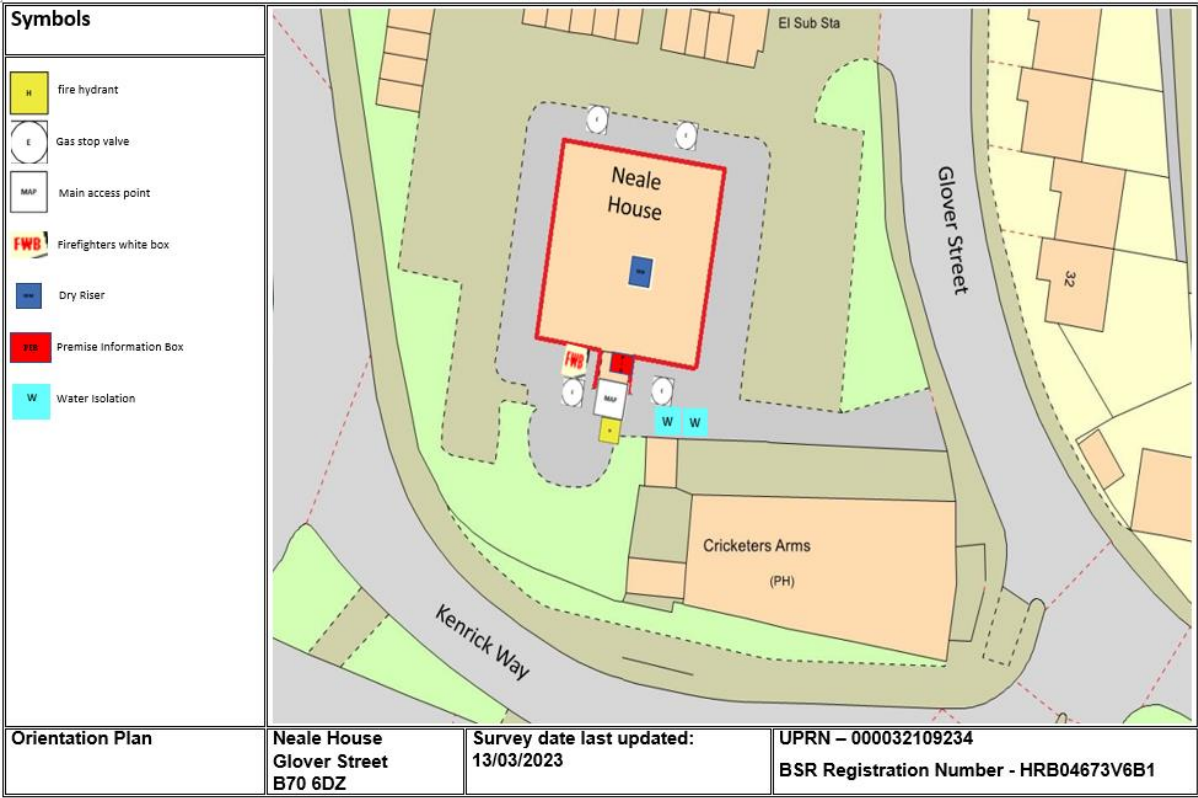 Symbols
H
fire hydrant
E
Gas stop valve
MAP
Main access point
FWB
Firefighters white box
Dry Riser
Premise Information Box
W
Water Isolation
El Sub Sta
Neale
House
Glover Street
32
FWB
MAP
W
W
Cricketers Arms
(PH)
Kenrick Way
Orientation Plan
Neale House
Glover Street
B70 6DZ
Survey date last updated:
13/03/2023
UPRN – 000032109234
BSR Registration Number - HRB04673V6B1